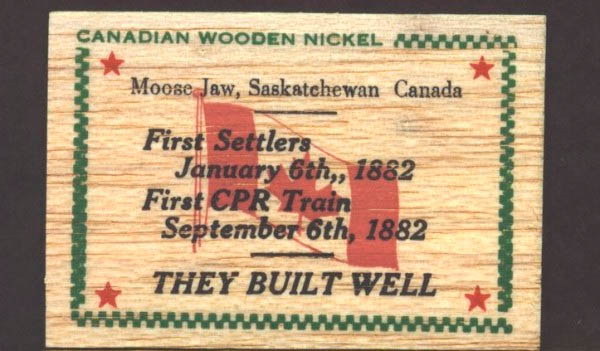 CANADIAN WOODEN NICKEL
Moose Jaw, Saskatchewan Canada
First Settlers
January 6th,, 1882
First CPR Train
September 6th, 1882
THEY BUILT WELL